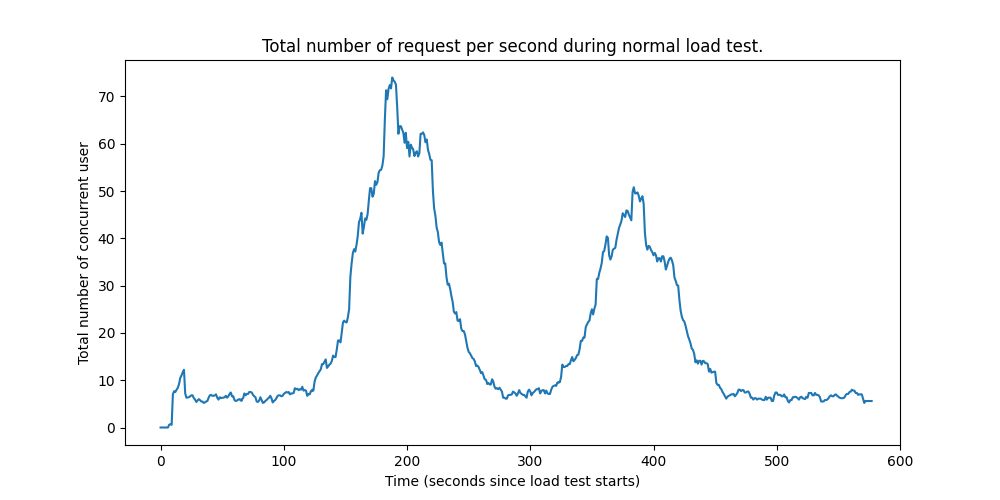 Total number of request per second during normal load test.
Total number of concurrent user
70
60
50
40
30
20
10
0
0 100 200 300 400 500 600
Time (seconds since load test starts)